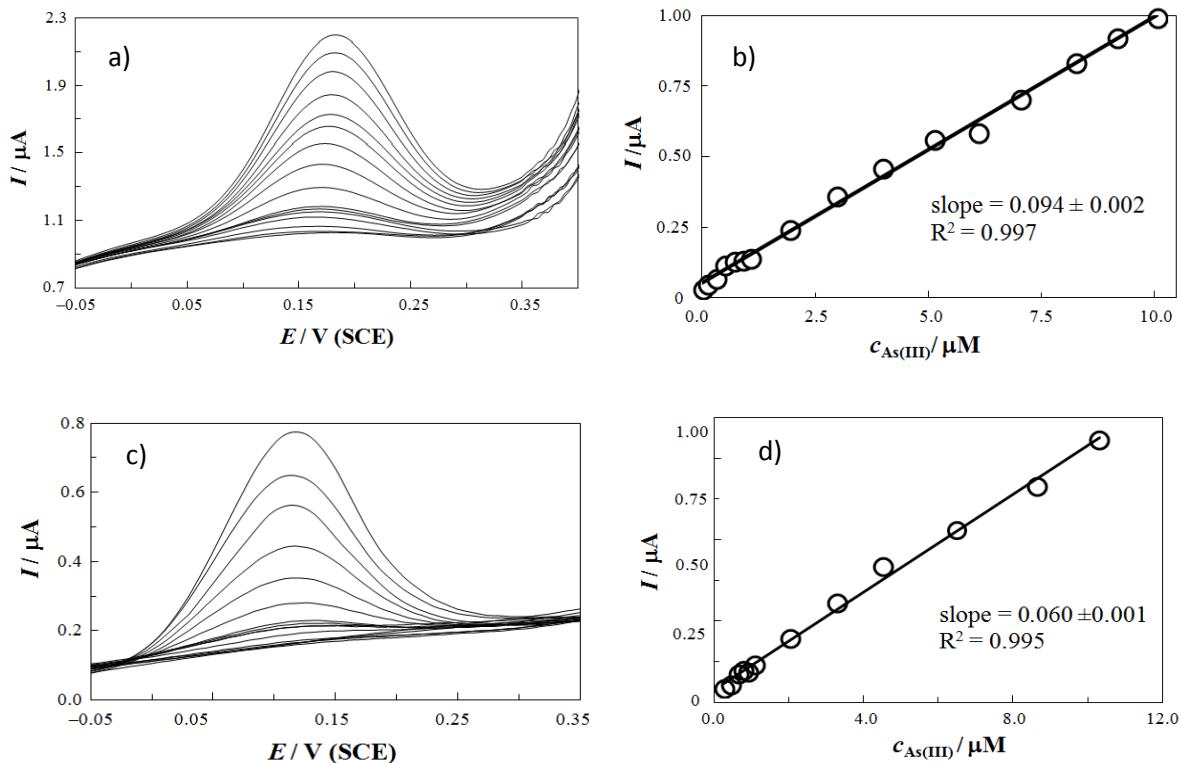 a)
2.3
1.9
1.5
1.1
0.7
I / μA
–0.05
0.05
0.15
0.25
0.35
E / V (SCE)
b)
1.00
0.75
0.50
0.25
0
I /μA
slope = 0.094 ± 0.002
R² = 0.997
0.0
2.5
5.0
7.5
10.0
cAs(III)/ μM
c)
0.8
0.6
0.4
0.2
0.0
I / μA
–0.05
0.05
0.15
0.25
0.35
E / V (SCE)
d)
1.00
0.75
0.50
0.25
0
I / μA
slope = 0.060 ±0.001
R² = 0.995
0.0
4.0
8.0
12.0
cAs(III)/ μM